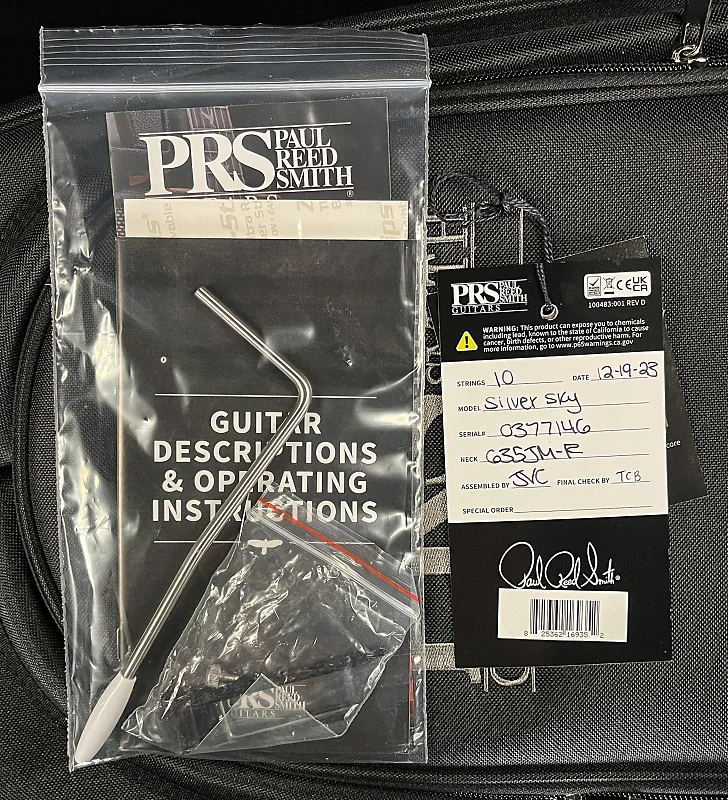 PRS PAUL
REED
SMITH®
GUITAR
DESCRIPTIONS
& OPERATING
INSTRUCTIONS
PRS PAUL
REED
SMITH
GUITARS
PRS PAUL
REED
SMITH
GUITARS
CE UK
CA
100483:001 REV D
WARNING: This product can expose you to chemicals
including lead, known to the state of California to cause
cancer, birth defects, or other reproductive harm. For
more information, go to www.p65warnings.ca.gov
STRINGS 10 DATE 12-19-23
MODEL Silver Sky
SERIAL# 0377146
NECK 635JM-R
ASSEMBLED BY JVC FINAL CHECK BY TCB
SPECIAL ORDER
Paul Reed Smith®
8 25362 16935 2